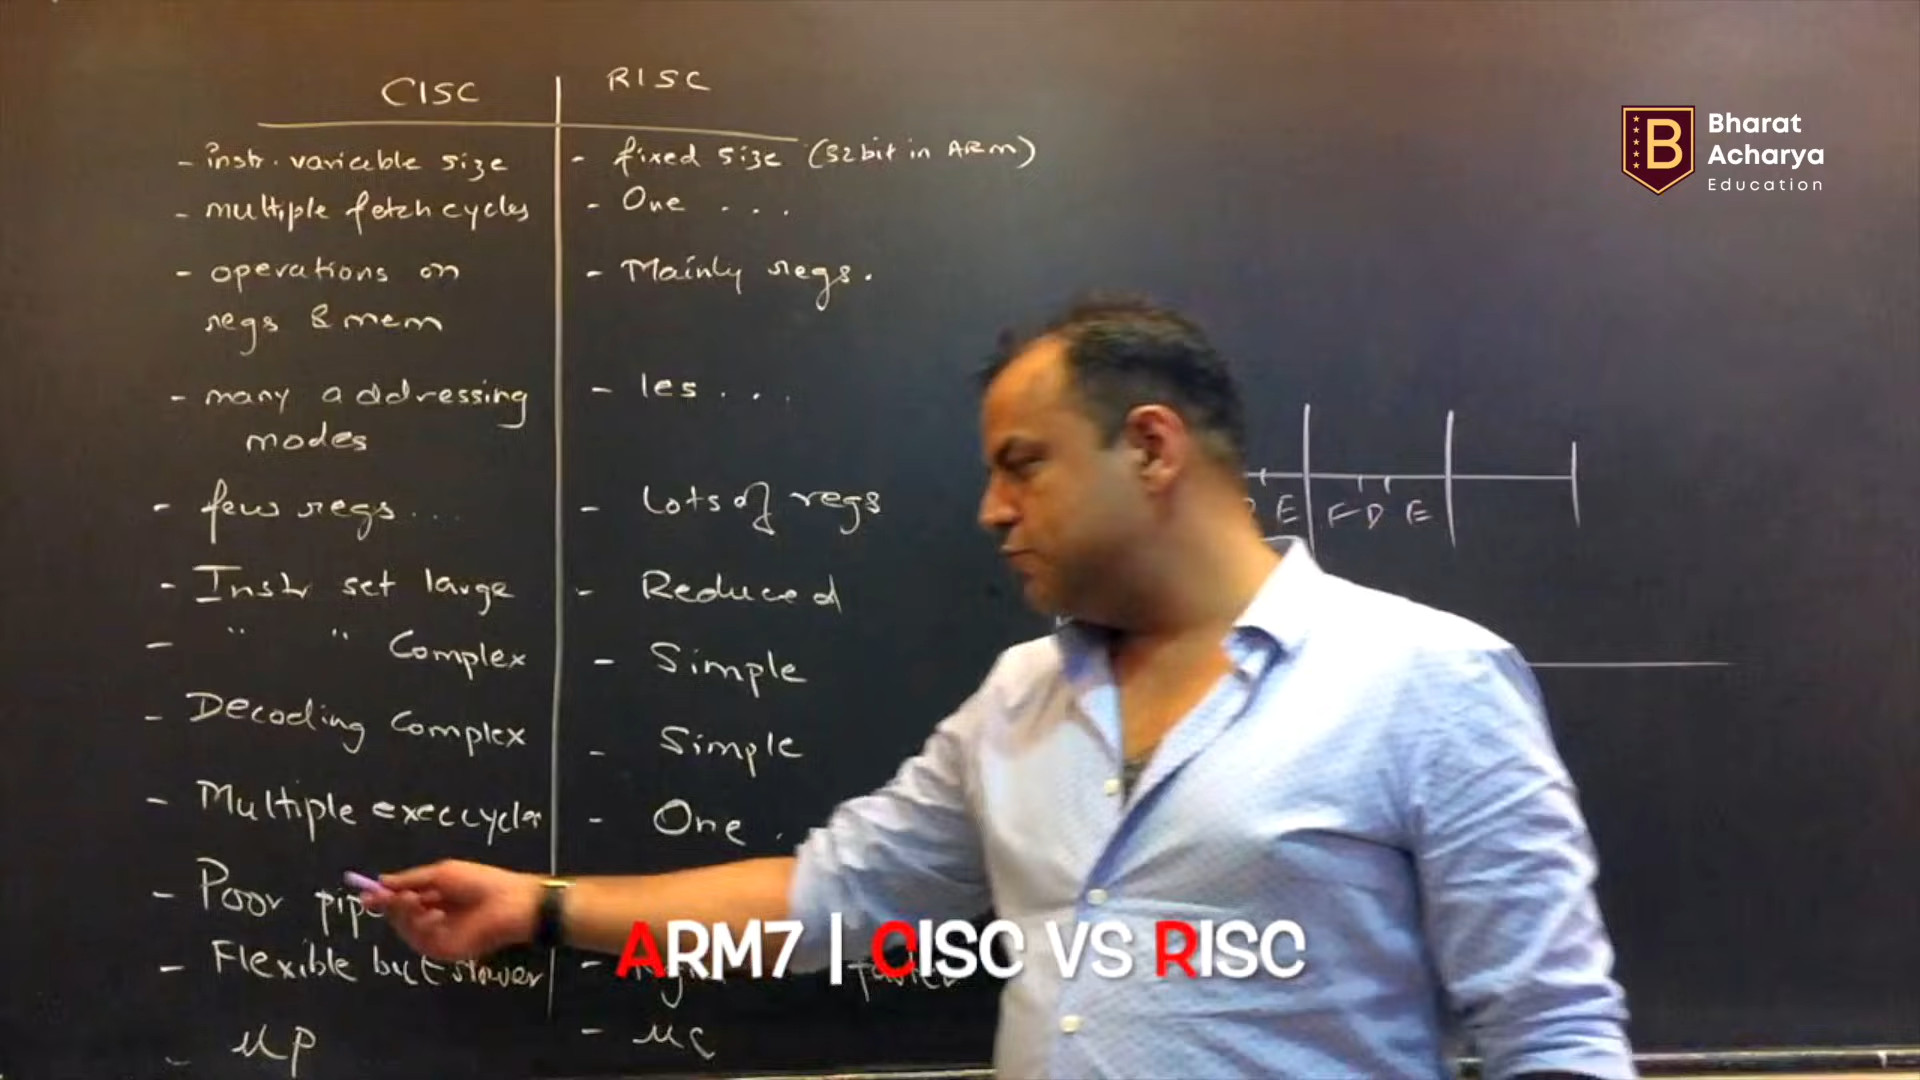 CISC
RISC
- instr. variable size
- fixed size (32bit in ARM)
- multiple fetch cycles
- One ...
- operations on
regs & mem
- Mainly regs.
- many addressing
modes
- les ...
- few regs...
- Lots of regs
- Instr set large
- Reduced
- " " Complex
- Simple
- Decoding Complex
- Simple
- Multiple exec cycles
- One .
- Poor pip
- Flexible but slower
- faster
- μp
- μc
E
F D E
B
Bharat
Acharya
Education
ARM7 | CISC VS RISC